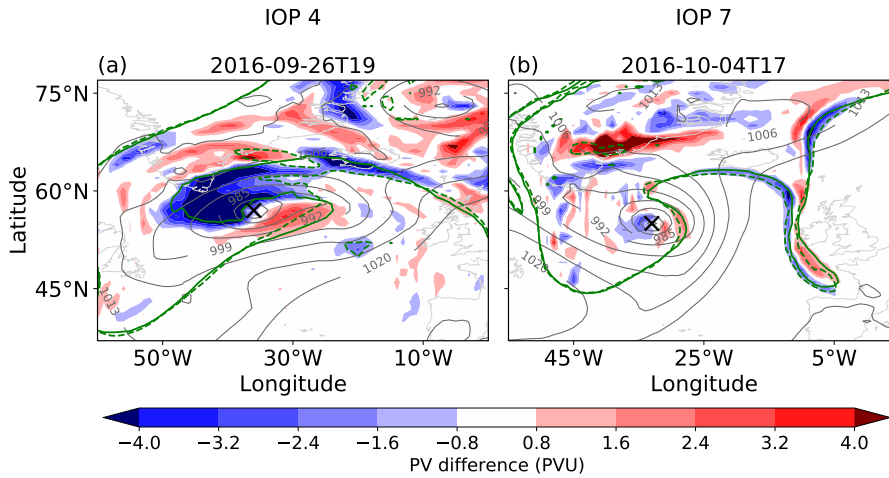 IOP 4
IOP 7
(a)
2016-09-26T19
(b)
2016-10-04T17
75°N
60°N
45°N
Latitude
985
992
992
999
1013
1020
1013
1006
1013
999
992
985
1020
50°W
30°W
10°W
45°W
25°W
5°W
Longitude
Longitude
−4.0
−3.2
−2.4
−1.6
−0.8
0.8
1.6
2.4
3.2
4.0
PV difference (PVU)